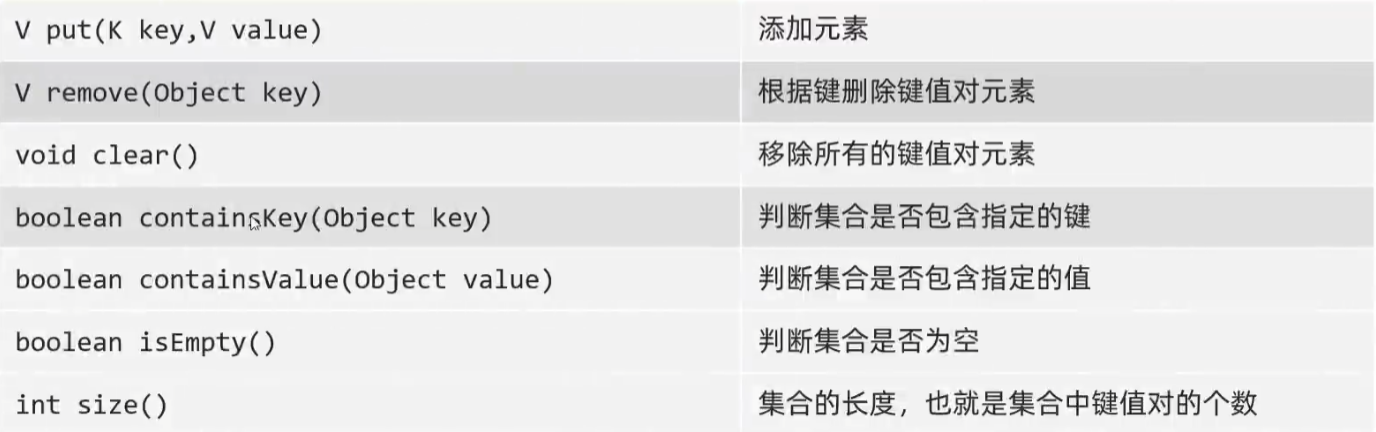 V put(K key,V value) 添加元素
V remove(Object key) 根据键删除键值对元素
void clear() 移除所有的键值对元素
boolean containsKey(Object key) 判断集合是否包含指定的键
boolean containsValue(Object value) 判断集合是否包含指定的值
boolean isEmpty() 判断集合是否为空
int size() 集合的长度，也就是集合中键值对的个数